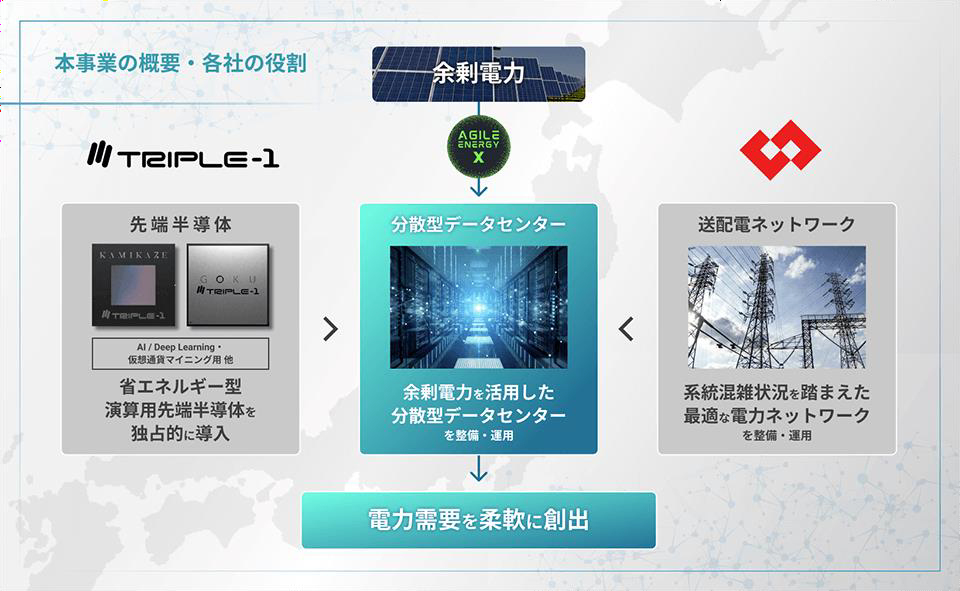 本事業の概要・各社の役割
余剰電力
AGILE
ENERGY
X
TRIPLE-1
先端半導体
KAMIKAZE
TRIPLE-1
GOKU
TRIPLE-1
AI / Deep Learning・
仮想通貨マイニング用 他
省エネルギー型
演算用先端半導体を
独占的に導入
分散型データセンター
余剰電力を活用した
分散型データセンター
を整備・運用
送配電ネットワーク
系統混雑状況を踏まえた
最適な電力ネットワーク
を整備・運用
電力需要を柔軟に創出